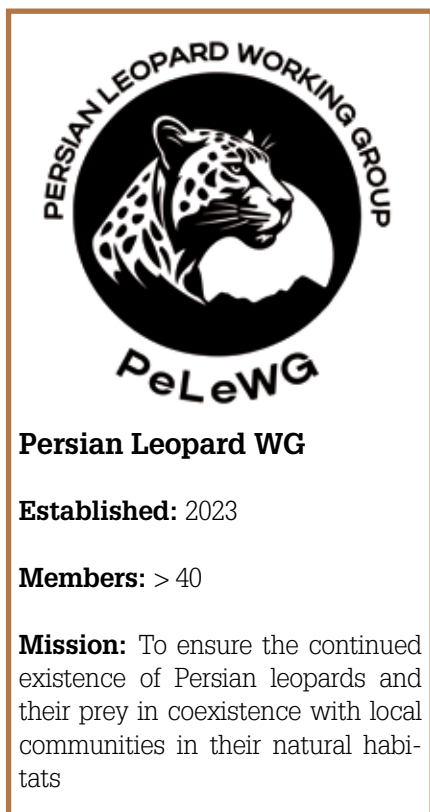 PERSIAN LEOPARD WORKING GROUP
PeLeWG
Persian Leopard WG
Established: 2023
Members: > 40
Mission: To ensure the continued
existence of Persian leopards and
their prey in coexistence with local
communities in their natural habi-
tats